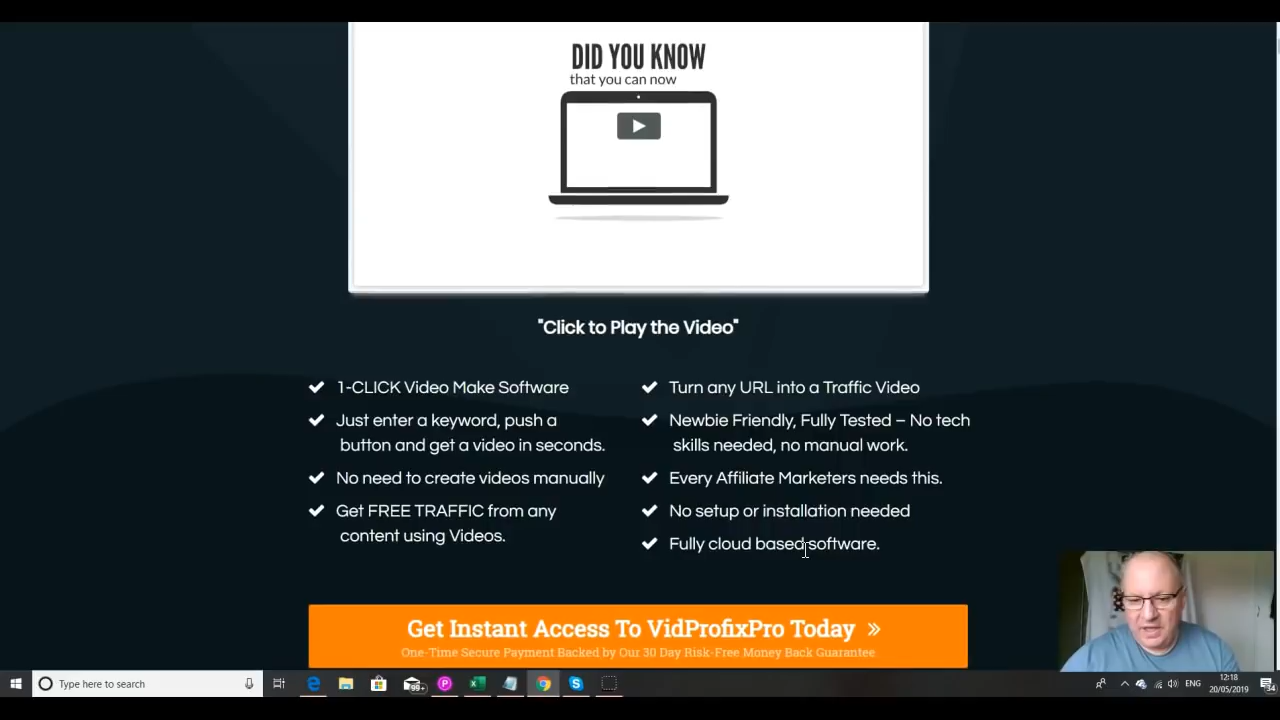 DID YOU KNOW
that you can now
"Click to Play the Video"
1-CLICK Video Make Software
Just enter a keyword, push a
button and get a video in seconds.
No need to create videos manually
Get FREE TRAFFIC from any
content using Videos.
Turn any URL into a Traffic Video
Newbie Friendly, Fully Tested – No tech
skills needed, no manual work.
Every Affiliate Marketers needs this.
No setup or installation needed
Fully cloud based software.
Get Instant Access To VidProfixPro Today »
One-Time Secure Payment Backed by Our 30 Day Risk-Free Money Back Guarantee
Type here to search
99+
ENG
12:18
20/05/2019
34